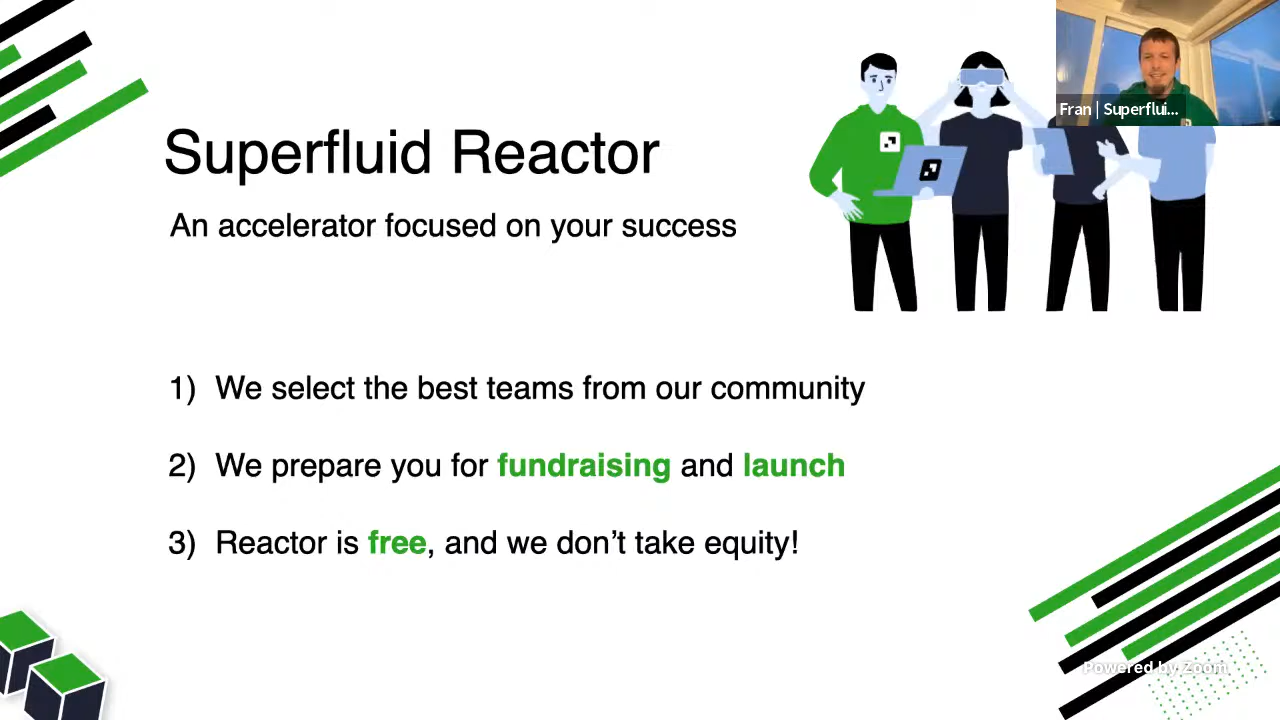 Fran | Superflui...
Superfluid Reactor
An accelerator focused on your success
1) We select the best teams from our community
2) We prepare you for fundraising and launch
3) Reactor is free, and we don’t take equity!
Powered by Zoom